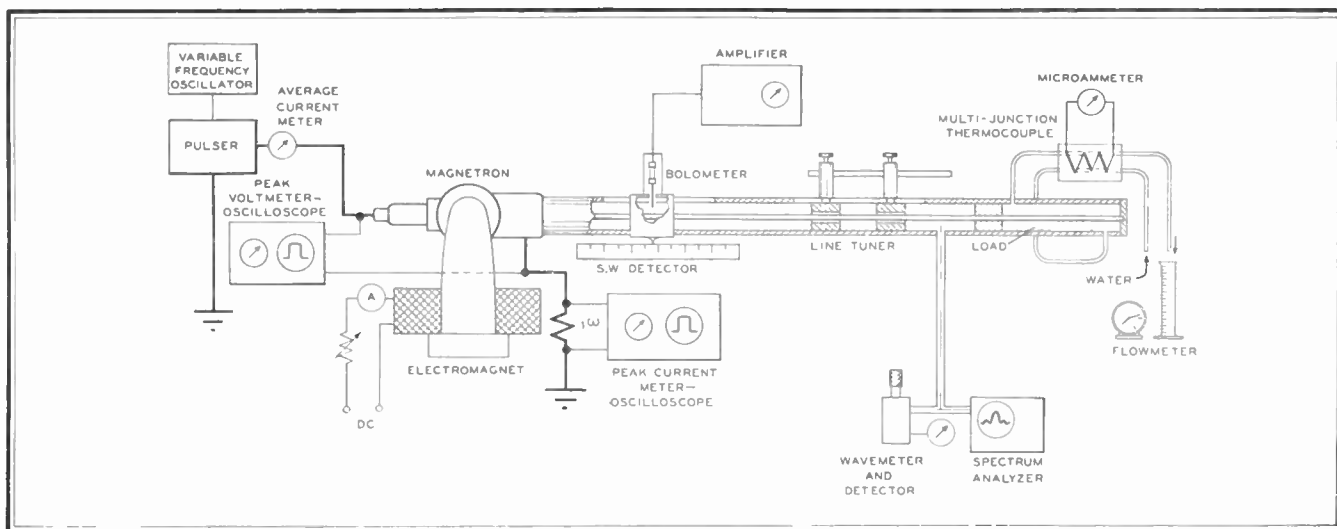 VARIABLE
FREQUENCY
OSCILLATOR
PULSER
AVERAGE
CURRENT
METER
PEAK
VOLTMETER-
OSCILLOSCOPE
MAGNETRON
AMPLIFIER
BOLOMETER
MICROAMMETER
MULTI-JUNCTION
THERMOCOUPLE
S.W DETECTOR
LINE TUNER
LOAD
WATER
FLOWMETER
A
ELECTROMAGNET
DC
1ω
PEAK CURRENT
METER—
OSCILLOSCOPE
WAVEMETER
AND
DETECTOR
SPECTRUM
ANALYZER